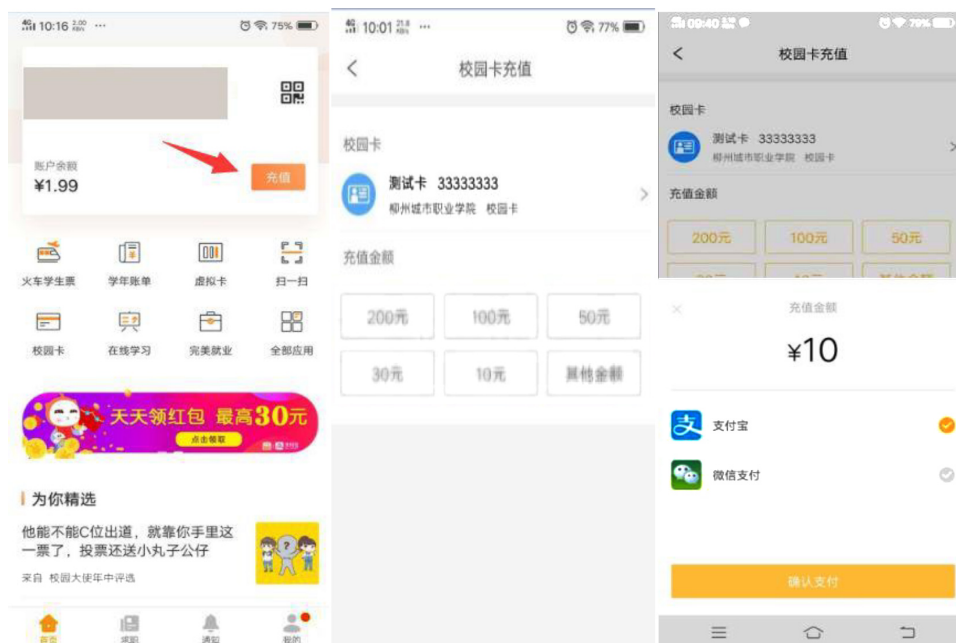 10:16
75%
账户余额
¥1.99
充值
火车学生票 学年账单 虚拟卡 扫一扫
校园卡 在线学习 完美就业 全部应用
天天领红包 最高30元
点击领取
为你精选
他能不能C位出道，就靠你手里这
一票了，投票还送小丸子公仔
来自 校园大使年中评选
首页 求职 通知 我的
10:01
77%
校园卡充值
校园卡
测试卡 33333333
柳州城市职业学院 校园卡
充值金额
200元 100元 50元
30元 10元 其他金额
09:40
79%
校园卡充值
校园卡
测试卡 33333333
柳州城市职业学院 校园卡
充值金额
200元 100元 50元
充值金额
¥10
支付宝
微信支付
确认支付